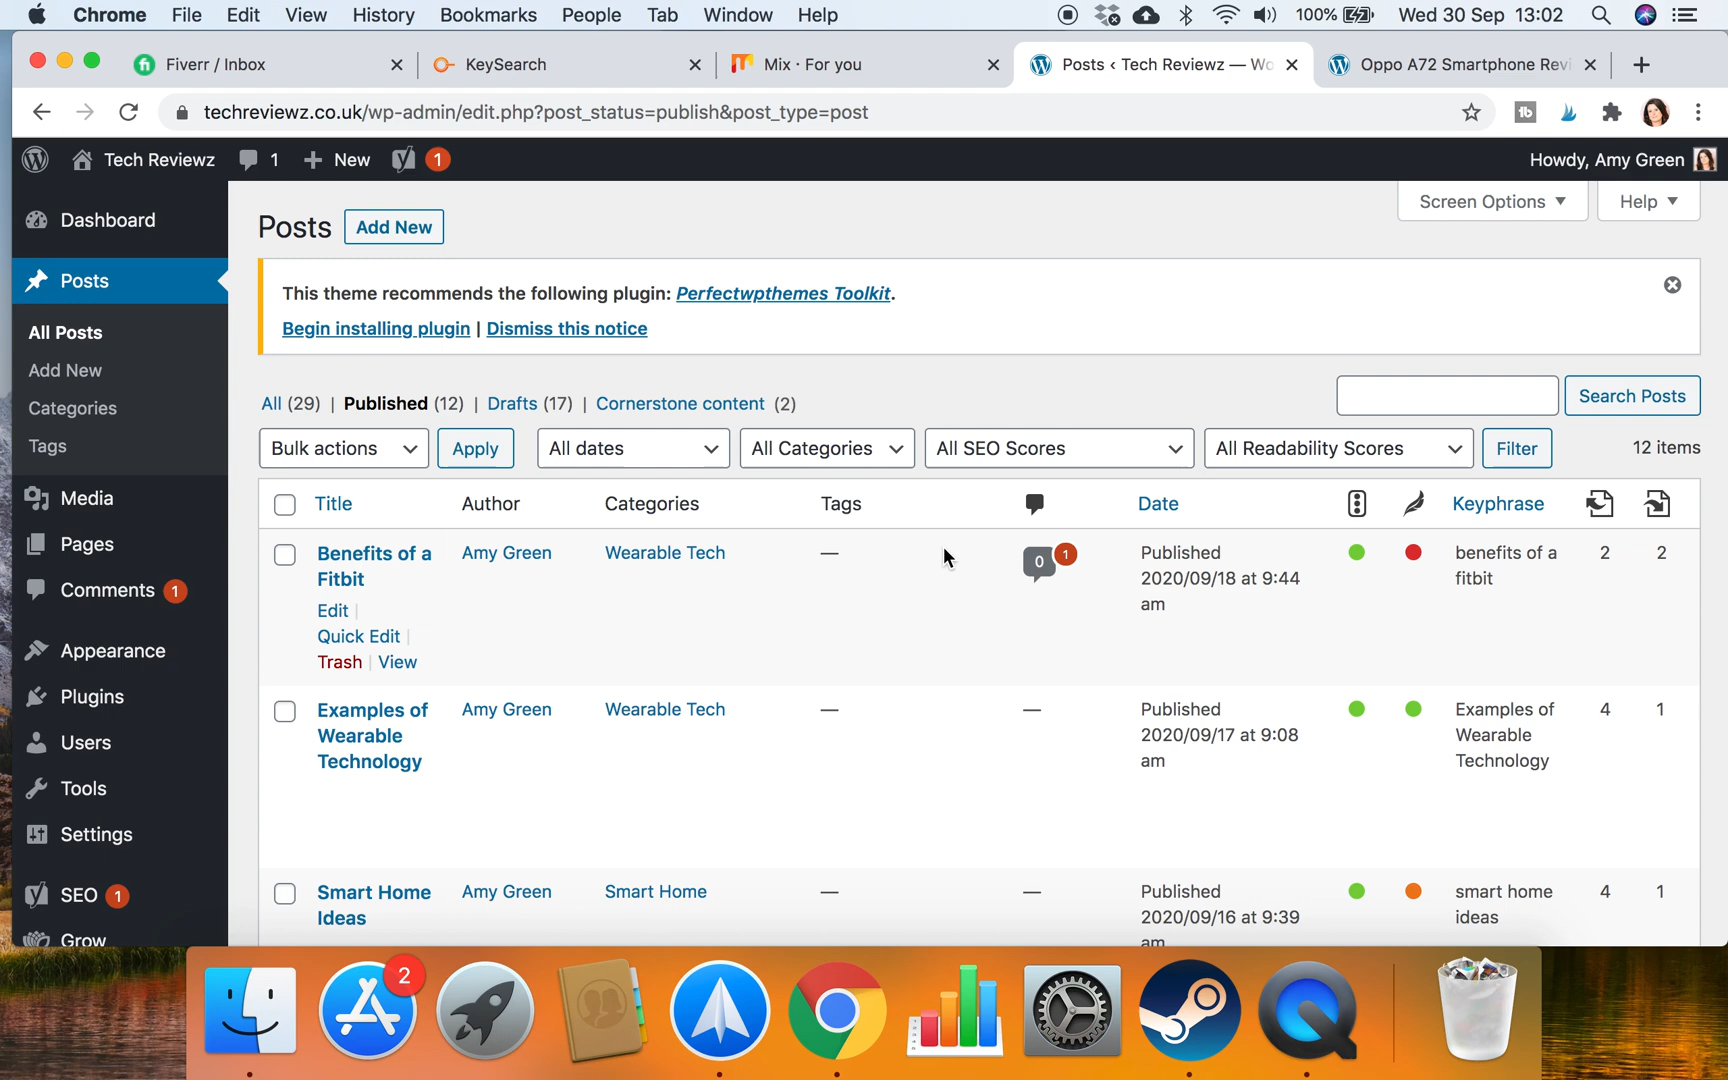 Chrome File Edit View History Bookmarks People Tab Window Help 100% Wed 30 Sep 13:02
Fiverr / Inbox
KeySearch
Mix · For you
Posts ‹ Tech Reviewz — Wo
Oppo A72 Smartphone Revi
techreviewz.co.uk/wp-admin/edit.php?post_status=publish&post_type=post
Tech Reviewz 1 New 1 Howdy, Amy Green
Dashboard
Posts
All Posts
Add New
Categories
Tags
Media
Pages
Comments 1
Appearance
Plugins
Users
Tools
Settings
SEO 1
Grow
Screen Options Help
Posts Add New
This theme recommends the following plugin: Perfectwpthemes Toolkit.
Begin installing plugin | Dismiss this notice
All (29) | Published (12) | Drafts (17) | Cornerstone content (2)
Search Posts
Bulk actions Apply All dates All Categories All SEO Scores All Readability Scores Filter 12 items
Title Author Categories Tags Date Keyphrase
Benefits of a
Fitbit
Edit |
Quick Edit |
Trash | View
Amy Green
Wearable Tech
—
0 1
Published
2020/09/18 at 9:44
am
benefits of a
fitbit
2
2
Examples of
Wearable
Technology
Amy Green
Wearable Tech
—
—
Published
2020/09/17 at 9:08
am
Examples of
Wearable
Technology
4
1
Smart Home
Ideas
Amy Green
Smart Home
—
—
Published
2020/09/16 at 9:39
am
smart home
ideas
4
1
2